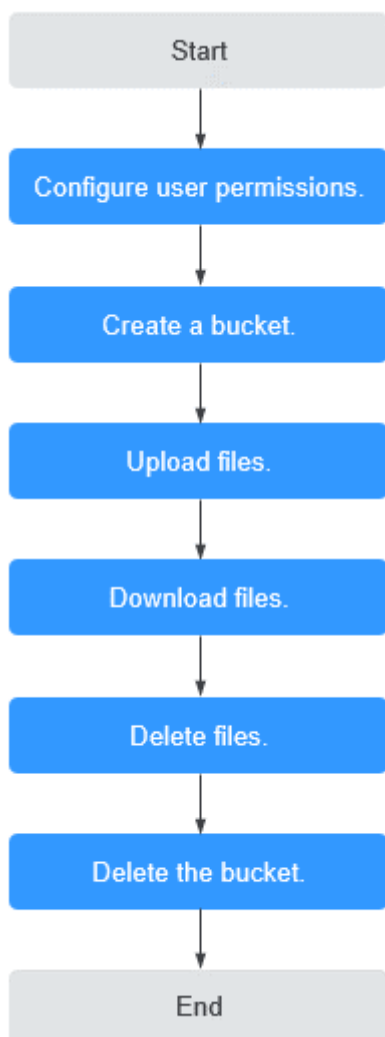 Start
Configure user permissions.
Create a bucket.
Upload files.
Download files.
Delete files.
Delete the bucket.
End